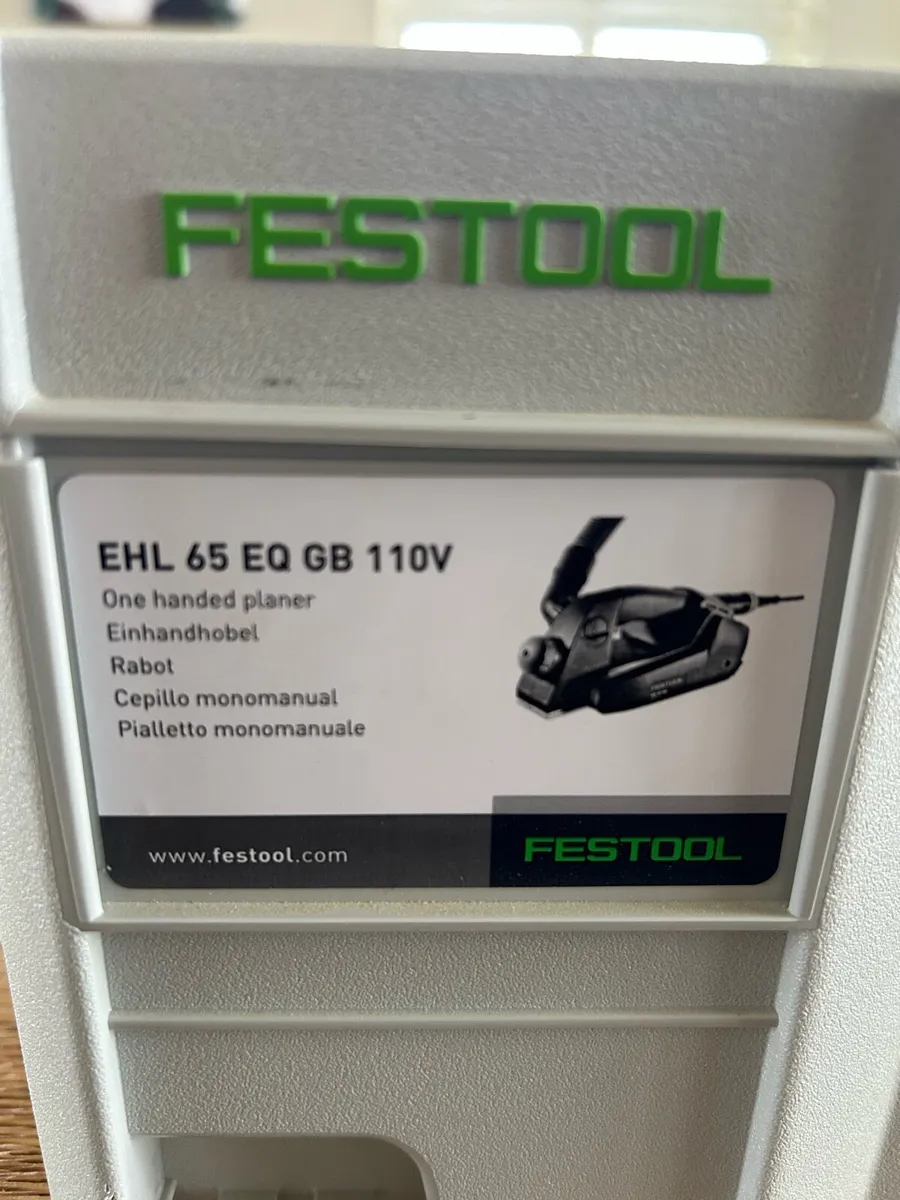 FESTOOL
EHL 65 EQ GB 110V
One handed planer
Einhandhobel
Rabot
Cepillo monomanual
Pialletto monomanuale
www.festool.com
FESTOOL